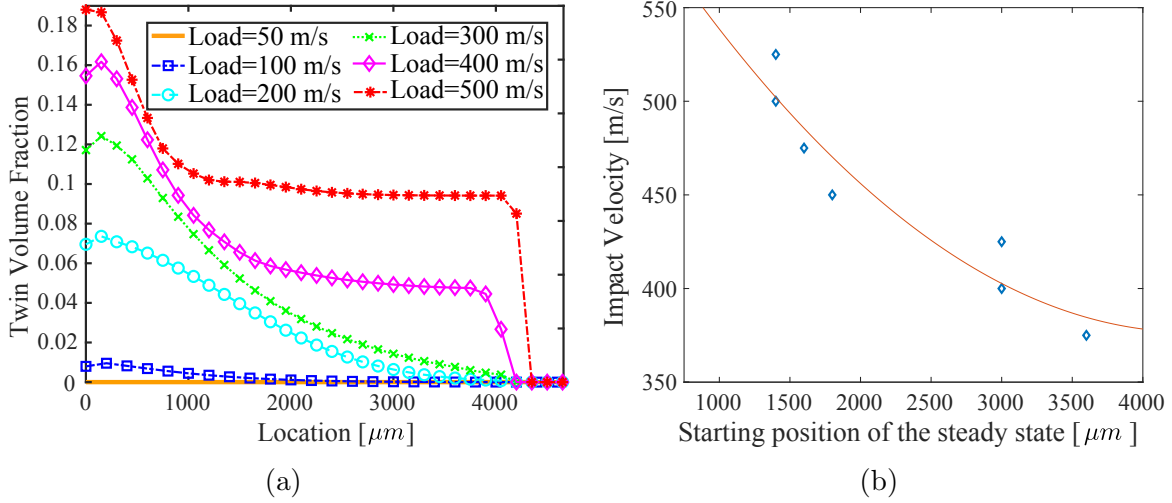 0.18
0.16
0.12
0.1
0.08
0.06
0.04
0.02
0
Twin Volume Fraction
Load=50 m/s
Load=100 m/s
Load=200 m/s
Load=300 m/s
Load=400 m/s
Load=500 m/s
0 1000 2000 3000 4000
Location [μm]
(a)
550
500
450
400
350
Impact Velocity [m/s]
1000 1500 2000 2500 3000 3500 4000
Starting position of the steady state [μm]
(b)